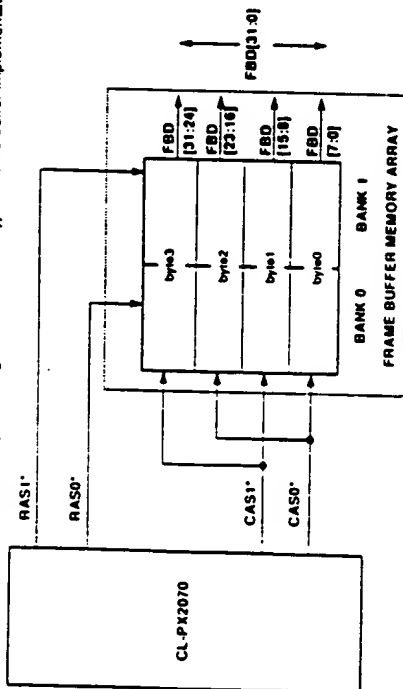 RAS1*
RAS0*
CAS1*
CAS0*
CL-PX2070
byte3
byte2
byte1
byte0
FBD
[31:24]
FBD
[23:16]
FBD
[15:8]
FBD
[7:0]
FBD[31:0]
BANK 0 BANK 1
FRAME BUFFER MEMORY ARRAY